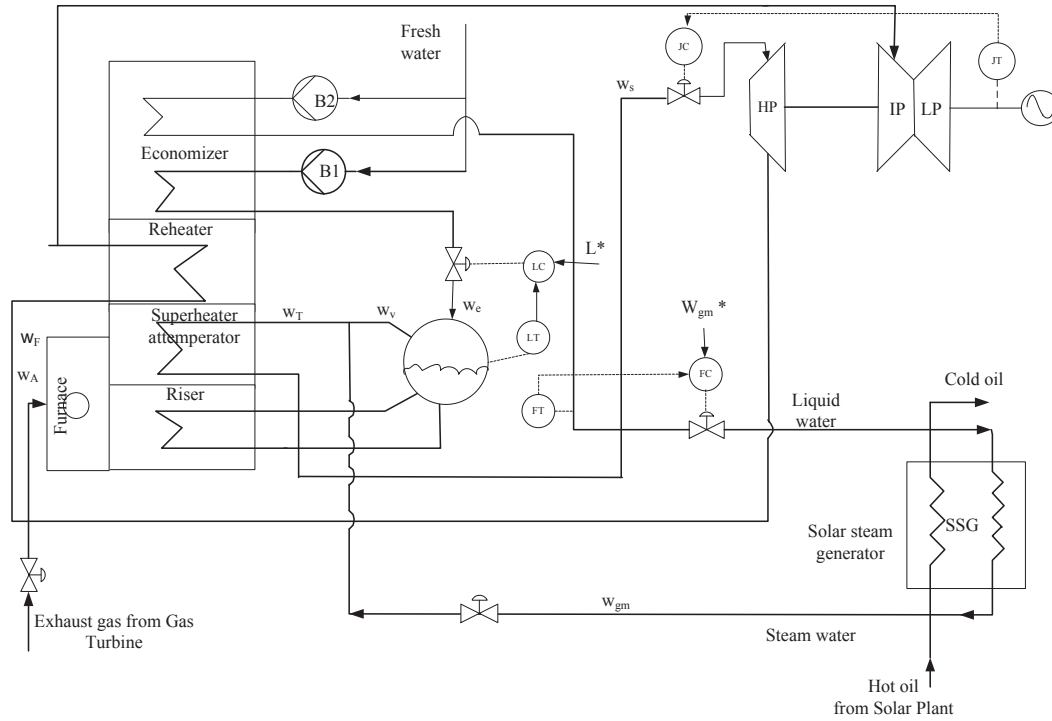 Fresh
water
JC
JT
B2
w_s
HP
IP
LP
Economizer
B1
Reheater
L*
LC
w_e
W_gm *
Superheater
attemperator
w_T
w_v
LT
w_F
w_A
Furnace
Riser
FC
FT
Cold oil
Liquid
water
SSG
Solar steam
generator
w_gm
Steam water
Exhaust gas from Gas
Turbine
Hot oil
from Solar Plant